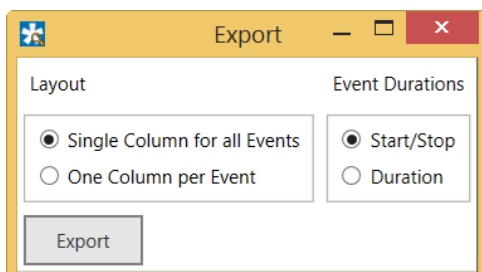 Export
Layout
Event Durations
Single Column for all Events
Start/Stop
One Column per Event
Duration
Export